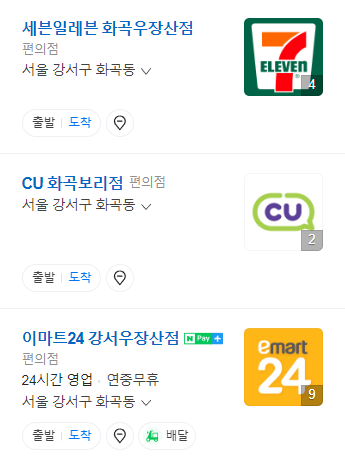 세븐일레븐 화곡우장산점
편의점
서울 강서구 화곡동
7
ELEVEN
4
출발 도착
CU 화곡보리점 편의점
서울 강서구 화곡동
CU
2
출발 도착
이마트24 강서우장산점 N Pay +
편의점
24시간 영업 · 연중무휴
서울 강서구 화곡동
emart
24
9
출발 도착 배달